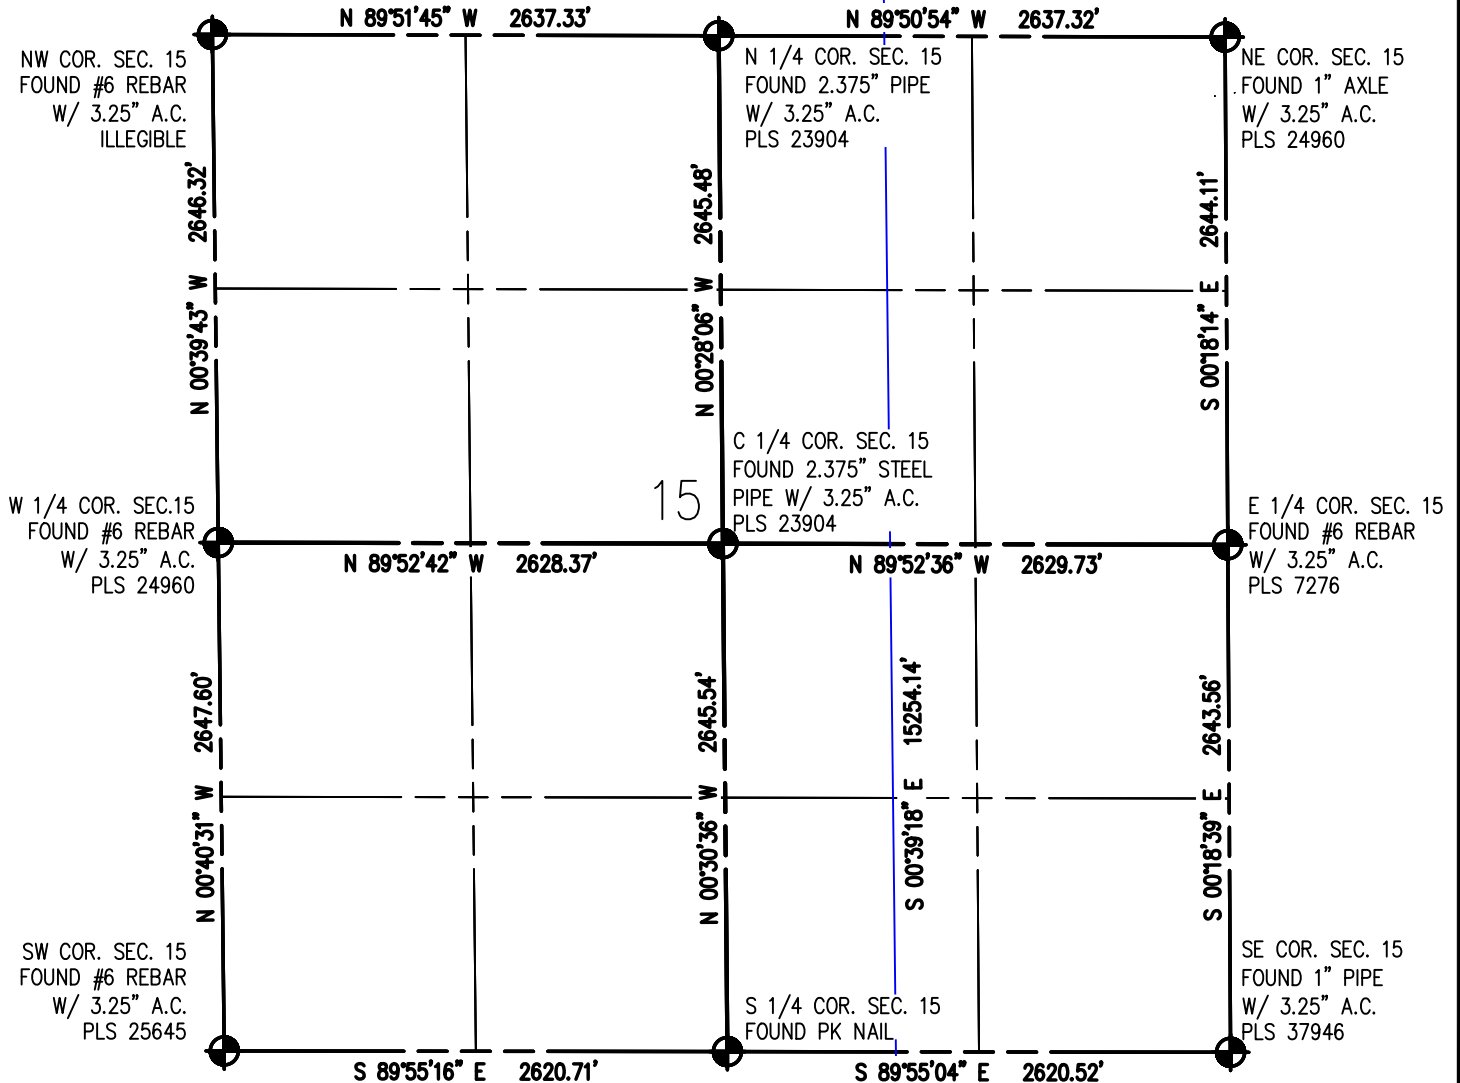 N 89°51'45" W 2637.33'
N 89°50'54" W 2637.32'
NW COR. SEC. 15
FOUND #6 REBAR
W/ 3.25" A.C.
ILLEGIBLE
N 1/4 COR. SEC. 15
FOUND 2.375" PIPE
W/ 3.25" A.C.
PLS 23904
NE COR. SEC. 15
FOUND 1" AXLE
W/ 3.25" A.C.
PLS 24960
N 00°39'43" W 2646.32'
N 00°28'06" W 2645.48'
S 00°18'14" E 2644.11'
C 1/4 COR. SEC. 15
FOUND 2.375" STEEL
PIPE W/ 3.25" A.C.
PLS 23904
15
W 1/4 COR. SEC.15
FOUND #6 REBAR
W/ 3.25" A.C.
PLS 24960
E 1/4 COR. SEC. 15
FOUND #6 REBAR
W/ 3.25" A.C.
PLS 7276
N 89°52'42" W 2628.37'
N 89°52'36" W 2629.73'
N 00°40'31" W 2647.60'
N 00°30'36" W 2645.54'
S 00°39'18" E 15254.14'
S 00°18'39" E 2643.56'
SW COR. SEC. 15
FOUND #6 REBAR
W/ 3.25" A.C.
PLS 25645
S 1/4 COR. SEC. 15
FOUND PK NAIL
SE COR. SEC. 15
FOUND 1" PIPE
W/ 3.25" A.C.
PLS 37946
S 89°55'16" E 2620.71'
S 89°55'04" E 2620.52'